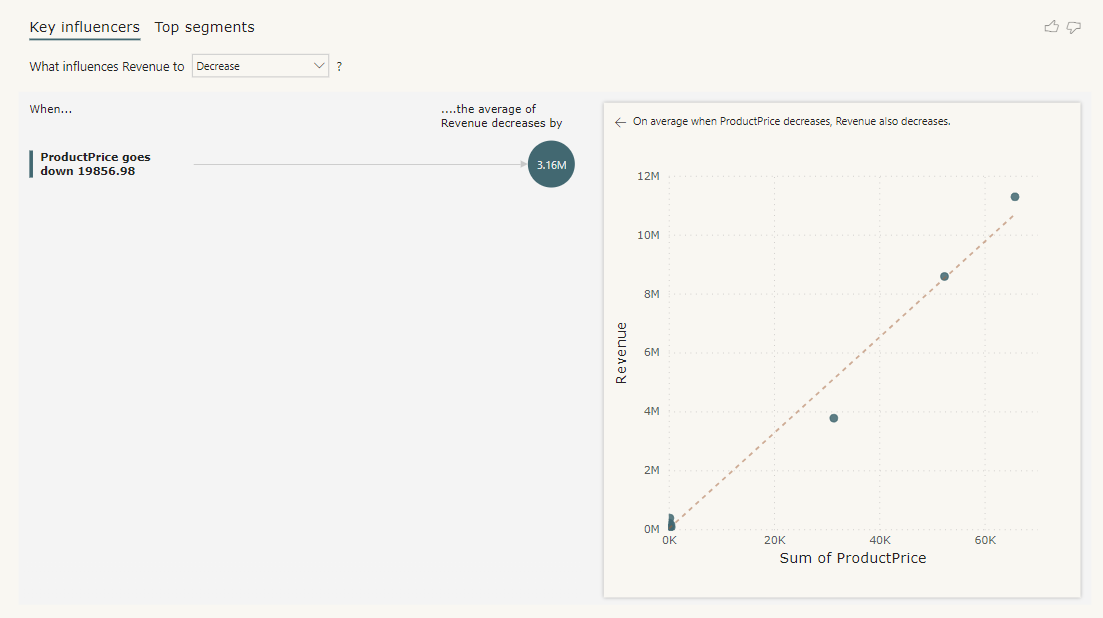 Key influencers Top segments
What influences Revenue to Decrease ?
When...
....the average of
Revenue decreases by
ProductPrice goes
down 19856.98
3.16M
On average when ProductPrice decreases, Revenue also decreases.
12M
10M
8M
6M
4M
2M
0M
Revenue
0K 20K 40K 60K
Sum of ProductPrice